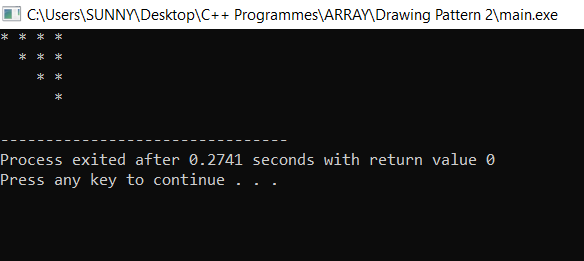 C:\Users\SUNNY\Desktop\C++ Programmes\ARRAY\Drawing Pattern 2\main.exe
* * * *
  * * *
    * *
      *
--------------------------------
Process exited after 0.2741 seconds with return value 0
Press any key to continue . . .